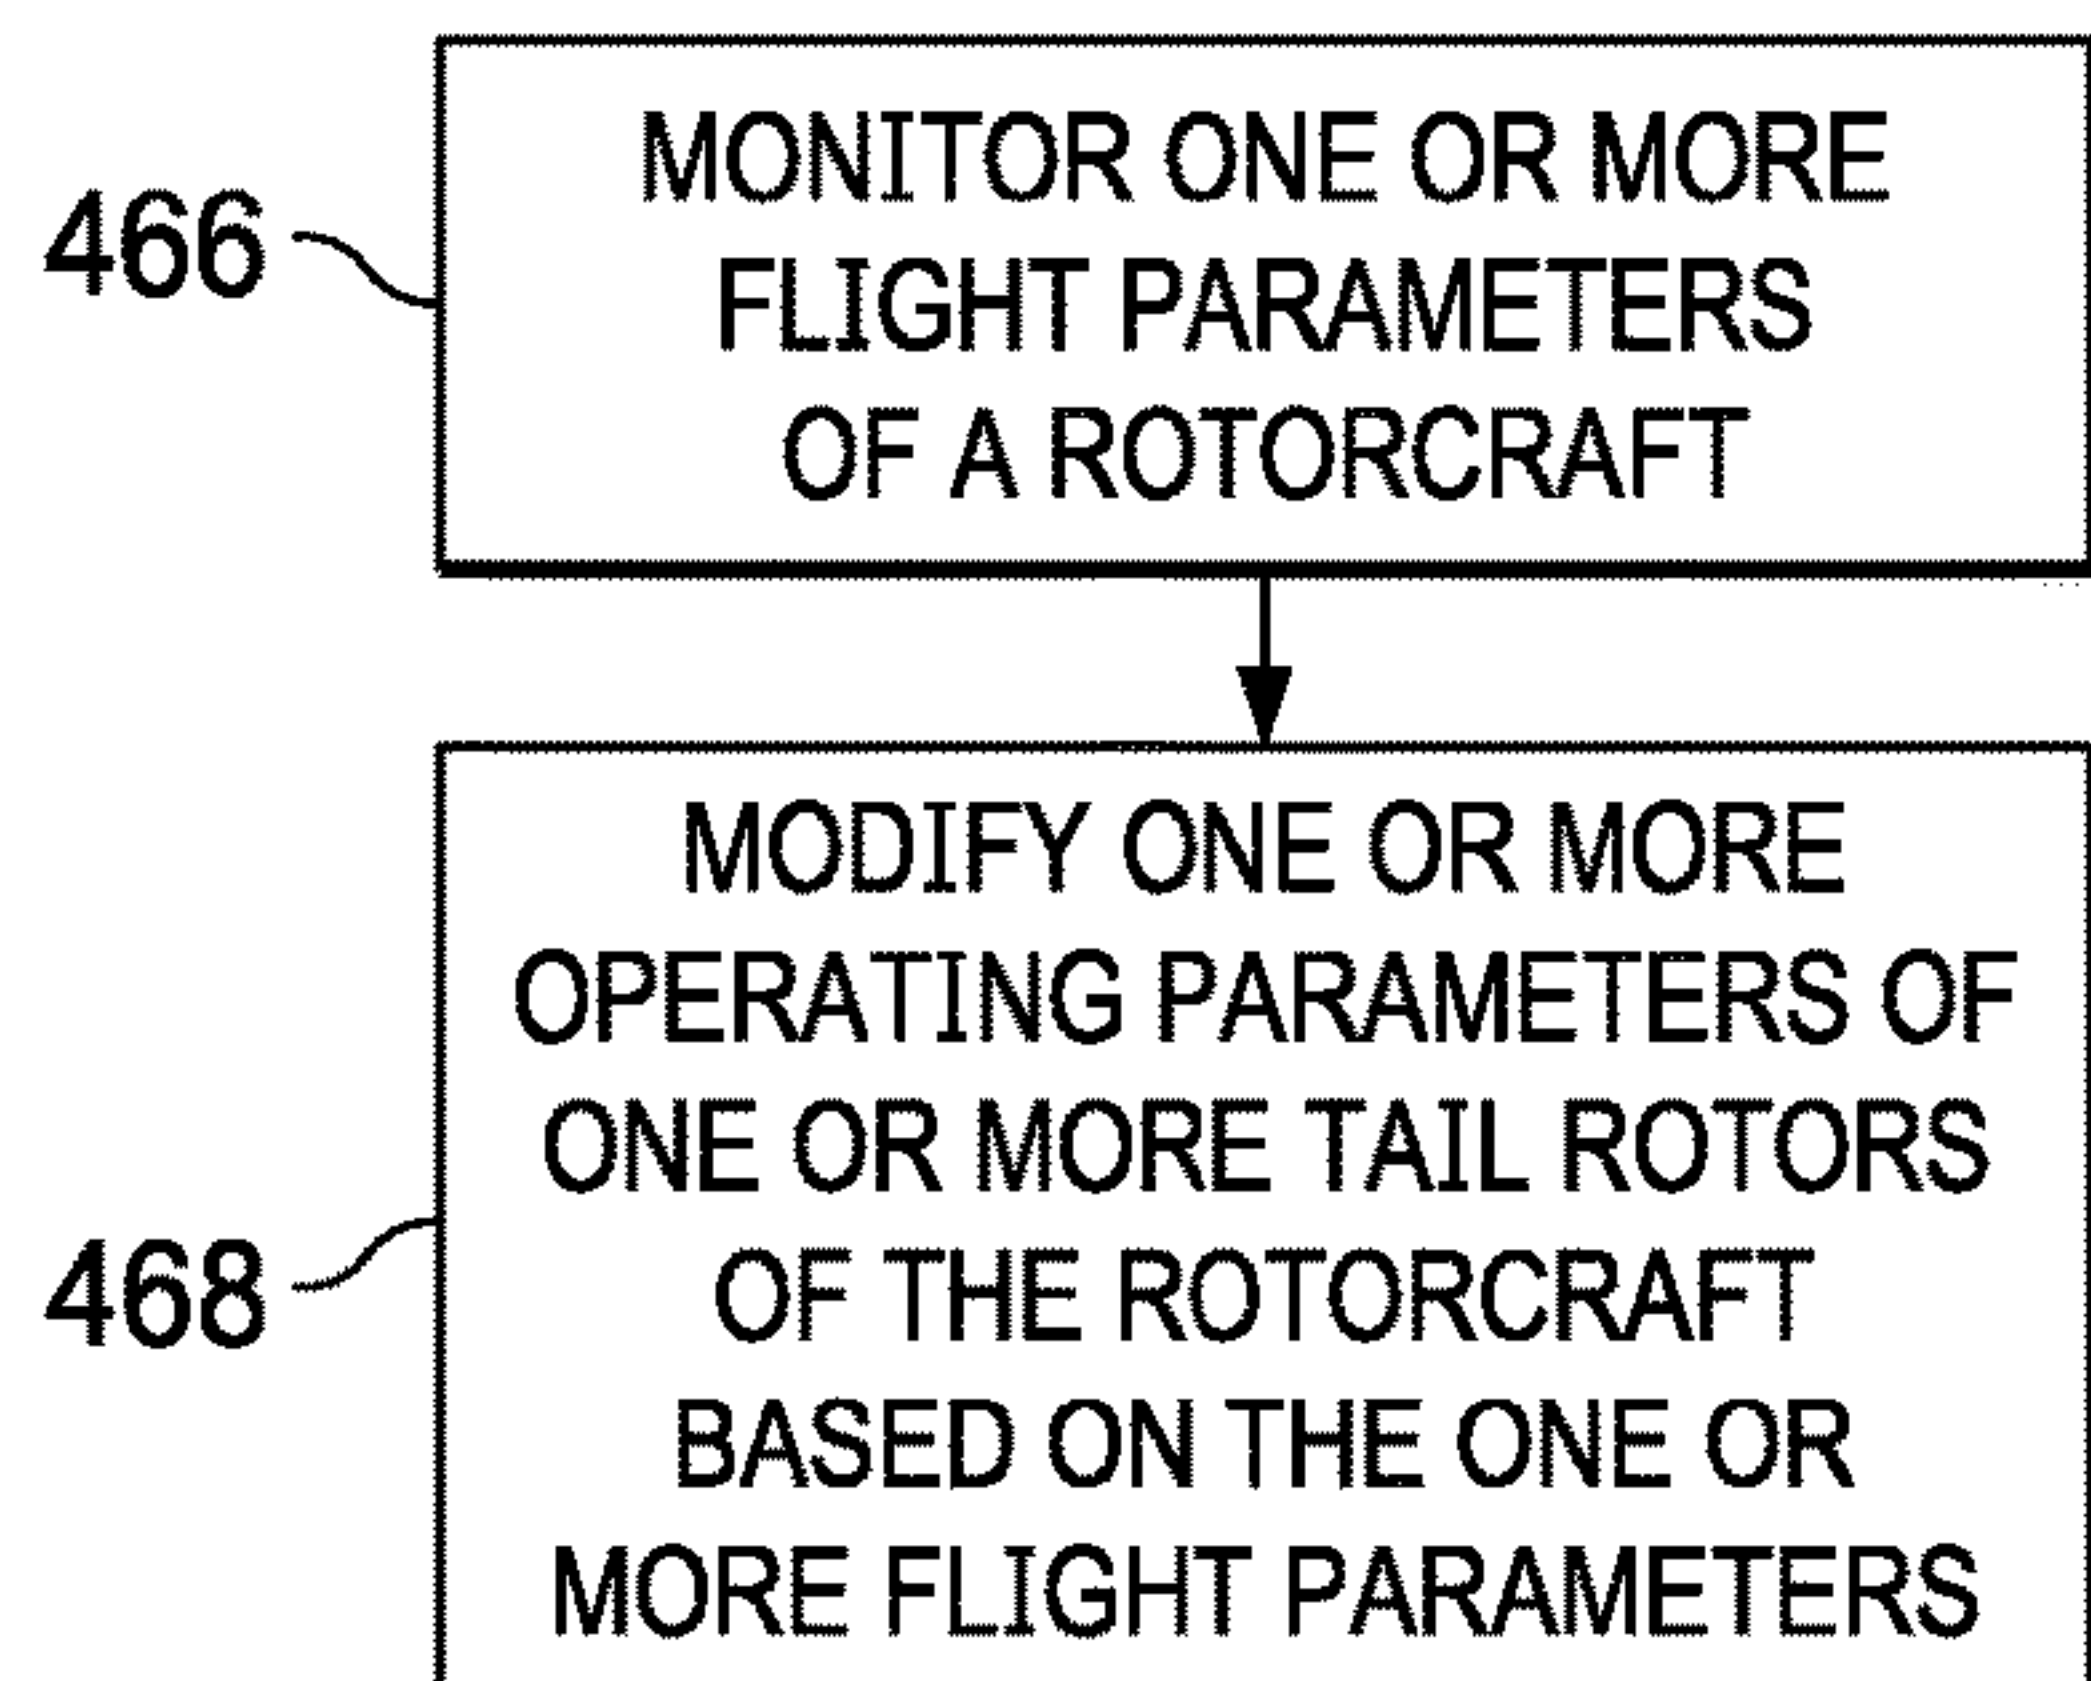 466
MONITOR ONE OR MORE
FLIGHT PARAMETERS
OF A ROTORCRAFT
468
MODIFY ONE OR MORE
OPERATING PARAMETERS OF
ONE OR MORE TAIL ROTORS
OF THE ROTORCRAFT
BASED ON THE ONE OR
MORE FLIGHT PARAMETERS